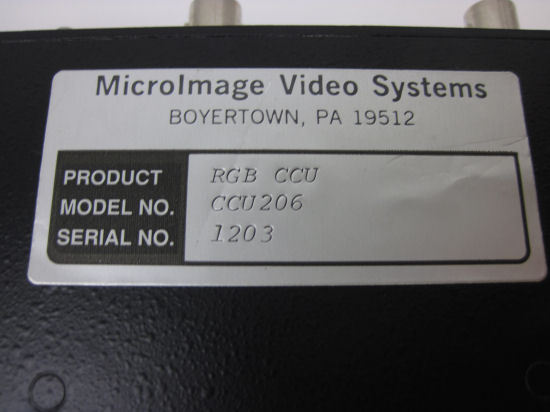 MicroImage Video Systems
BOYERTOWN, PA 19512
PRODUCT RGB CCU
MODEL NO. CCU206
SERIAL NO. 1203